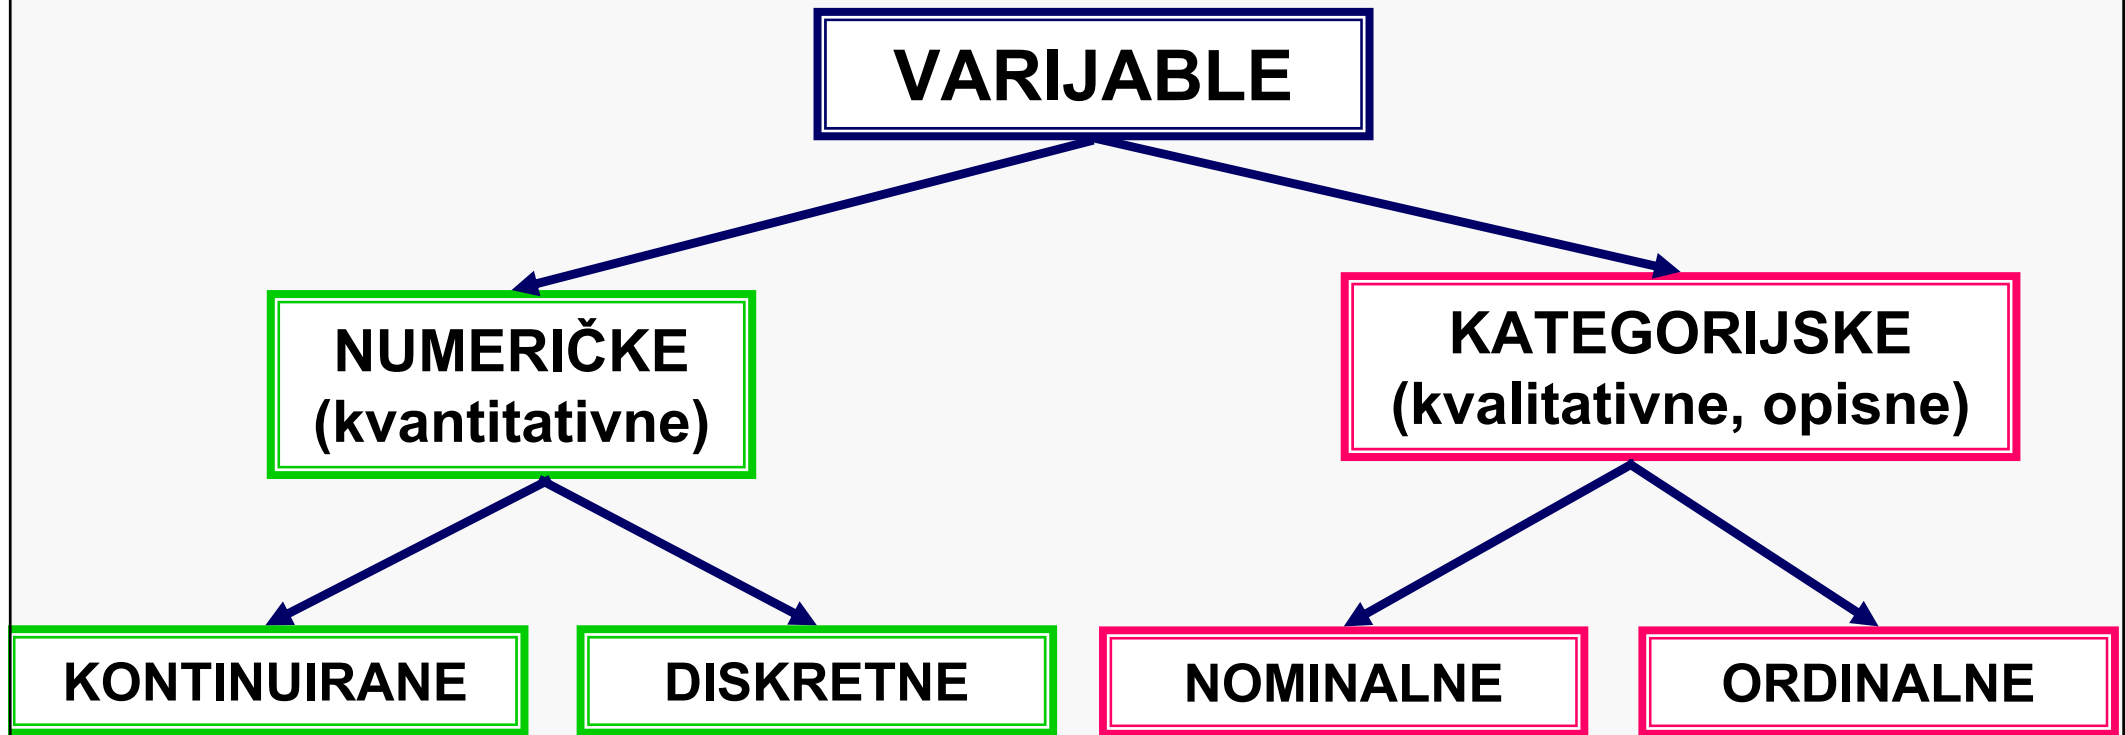 VARIJABLE
NUMERIČKE
(kvantitativne)
KATEGORIJSKE
(kvalitativne, opisne)
KONTINUIRANE
DISKRETNE
NOMINALNE
ORDINALNE